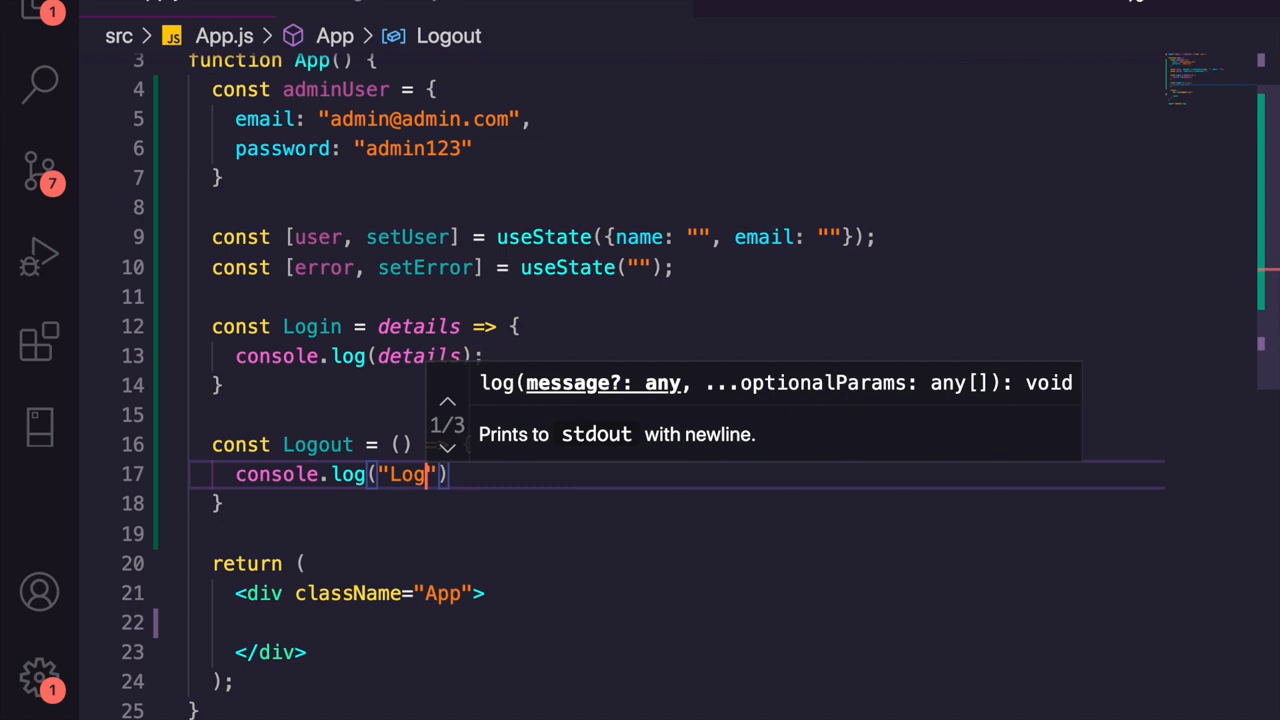 1
src > JS App.js > App > Logout
3 function App() {
4 const adminUser = {
5 email: "admin@admin.com",
6 password: "admin123"
7 }
8
9 const [user, setUser] = useState({name: "", email: ""});
10 const [error, setError] = useState("");
11
12 const Login = details => {
13 console.log(details);
14 }
15
16 const Logout = () => {
17 console.log("Log")
18 }
19
20 return (
21 <div className="App">
22
23 </div>
24 );
25 }
log(message?: any, ...optionalParams: any[]): void
1/3
Prints to stdout with newline.
7
1